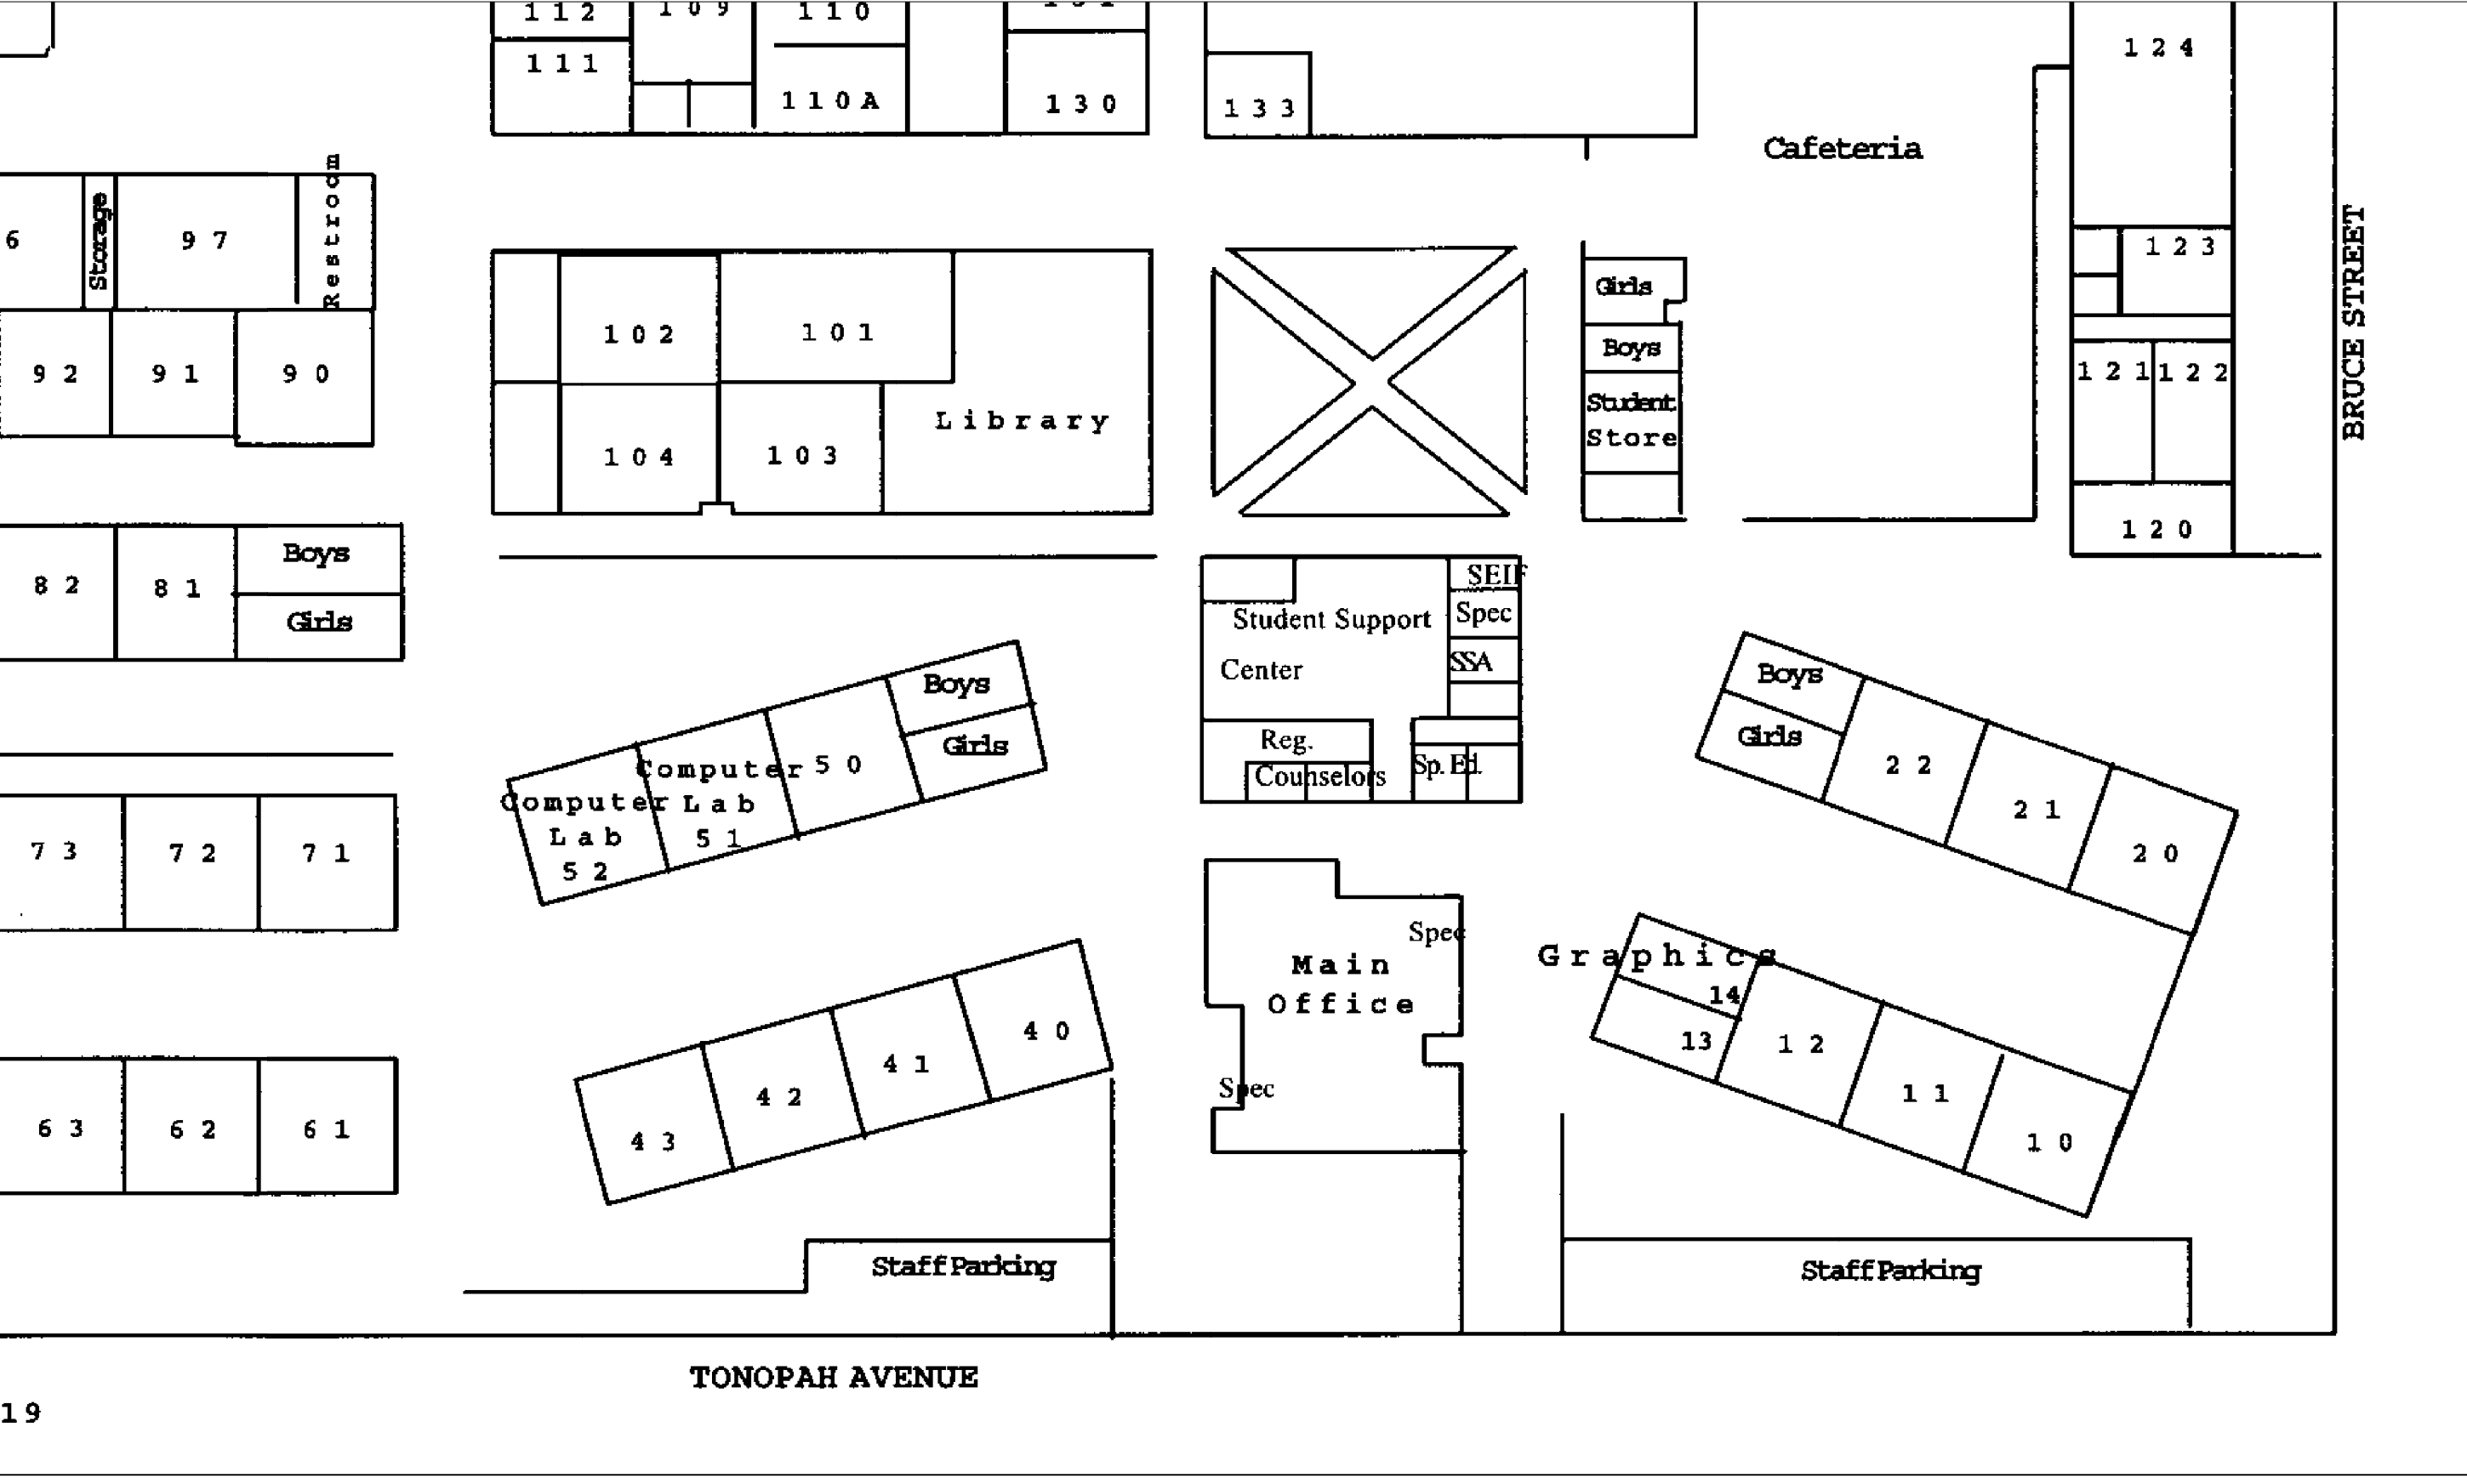 112
109
110
131
111
110A
130
133
124
Cafeteria
6
Storage
97
Restroom
92
91
90
102
101
104
103
Library
Girls
Boys
Student
Store
123
121
122
120
BRUCE STREET
82
81
Boys
Girls
SEIF
Student Support
Spec
Center
SSA
Reg.
Counselors
Sp. Ed.
Boys
Girls
50
Computer
Lab
51
Computer
Lab
52
Boys
Girls
22
21
20
73
72
71
Spec
Main
Office
Spec
Graphics
14
13
12
11
10
40
41
42
43
63
62
61
Staff Parking
Staff Parking
TONOPAH AVENUE
19